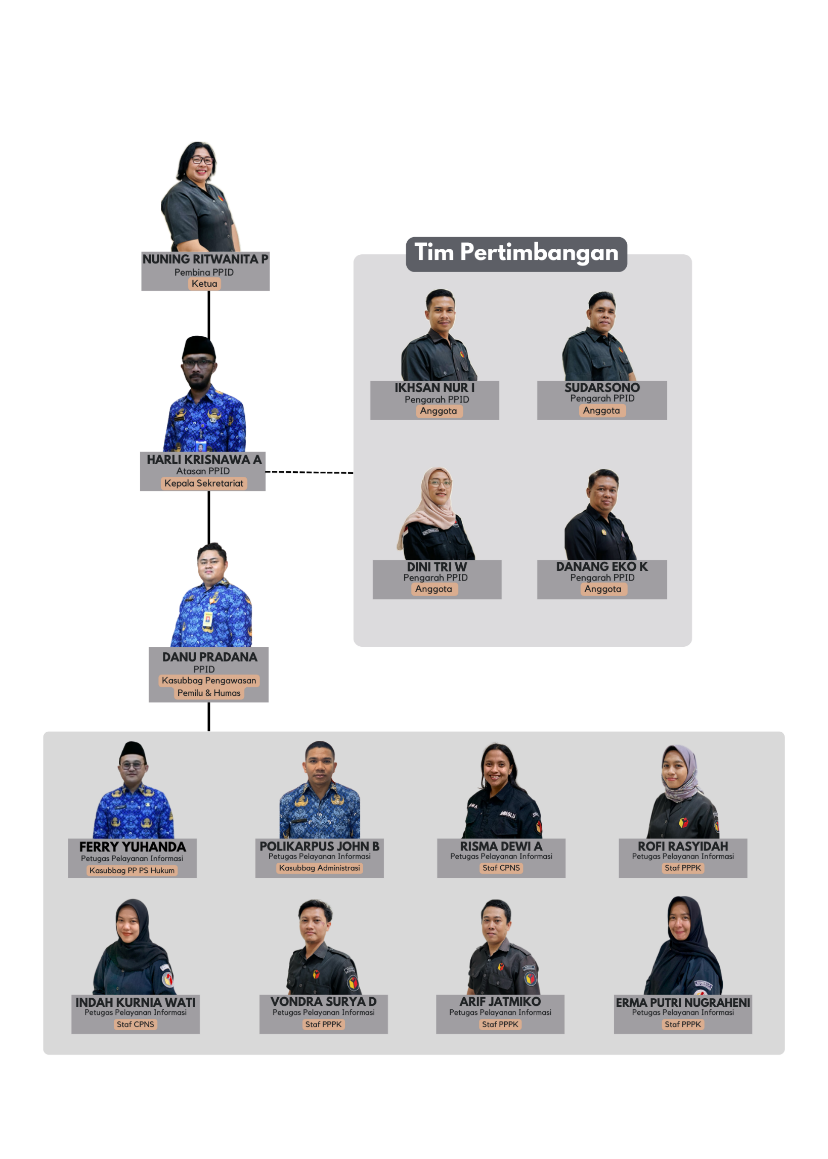 NUNING RITWANITA P
Pembina PPID
Ketua
HARLI KRISNAWA A
Atasan PPID
Kepala Sekretariat
DANU PRADANA
PPID
Kasubbag Pengawasan
Pemilu & Humas
Tim Pertimbangan
IKHSAN NUR I
Pengarah PPID
Anggota
SUDARSONO
Pengarah PPID
Anggota
DINI TRI W
Pengarah PPID
Anggota
DANANG EKO K
Pengarah PPID
Anggota
FERRY YUHANDA
Petugas Pelayanan Informasi
Kasubbag PP PS Hukum
POLIKARPUS JOHN B
Petugas Pelayanan Informasi
Kasubbag Administrasi
RISMA DEWI A
Petugas Pelayanan Informasi
Staf CPNS
ROFI RASYIDAH
Petugas Pelayanan Informasi
Staf PPPK
INDAH KURNIA WATI
Petugas Pelayanan Informasi
Staf CPNS
VONDRA SURYA D
Petugas Pelayanan Informasi
Staf PPPK
ARIF JATMIKO
Petugas Pelayanan Informasi
Staf PPPK
ERMA PUTRI NUGRAHENI
Petugas Pelayanan Informasi
Staf PPPK